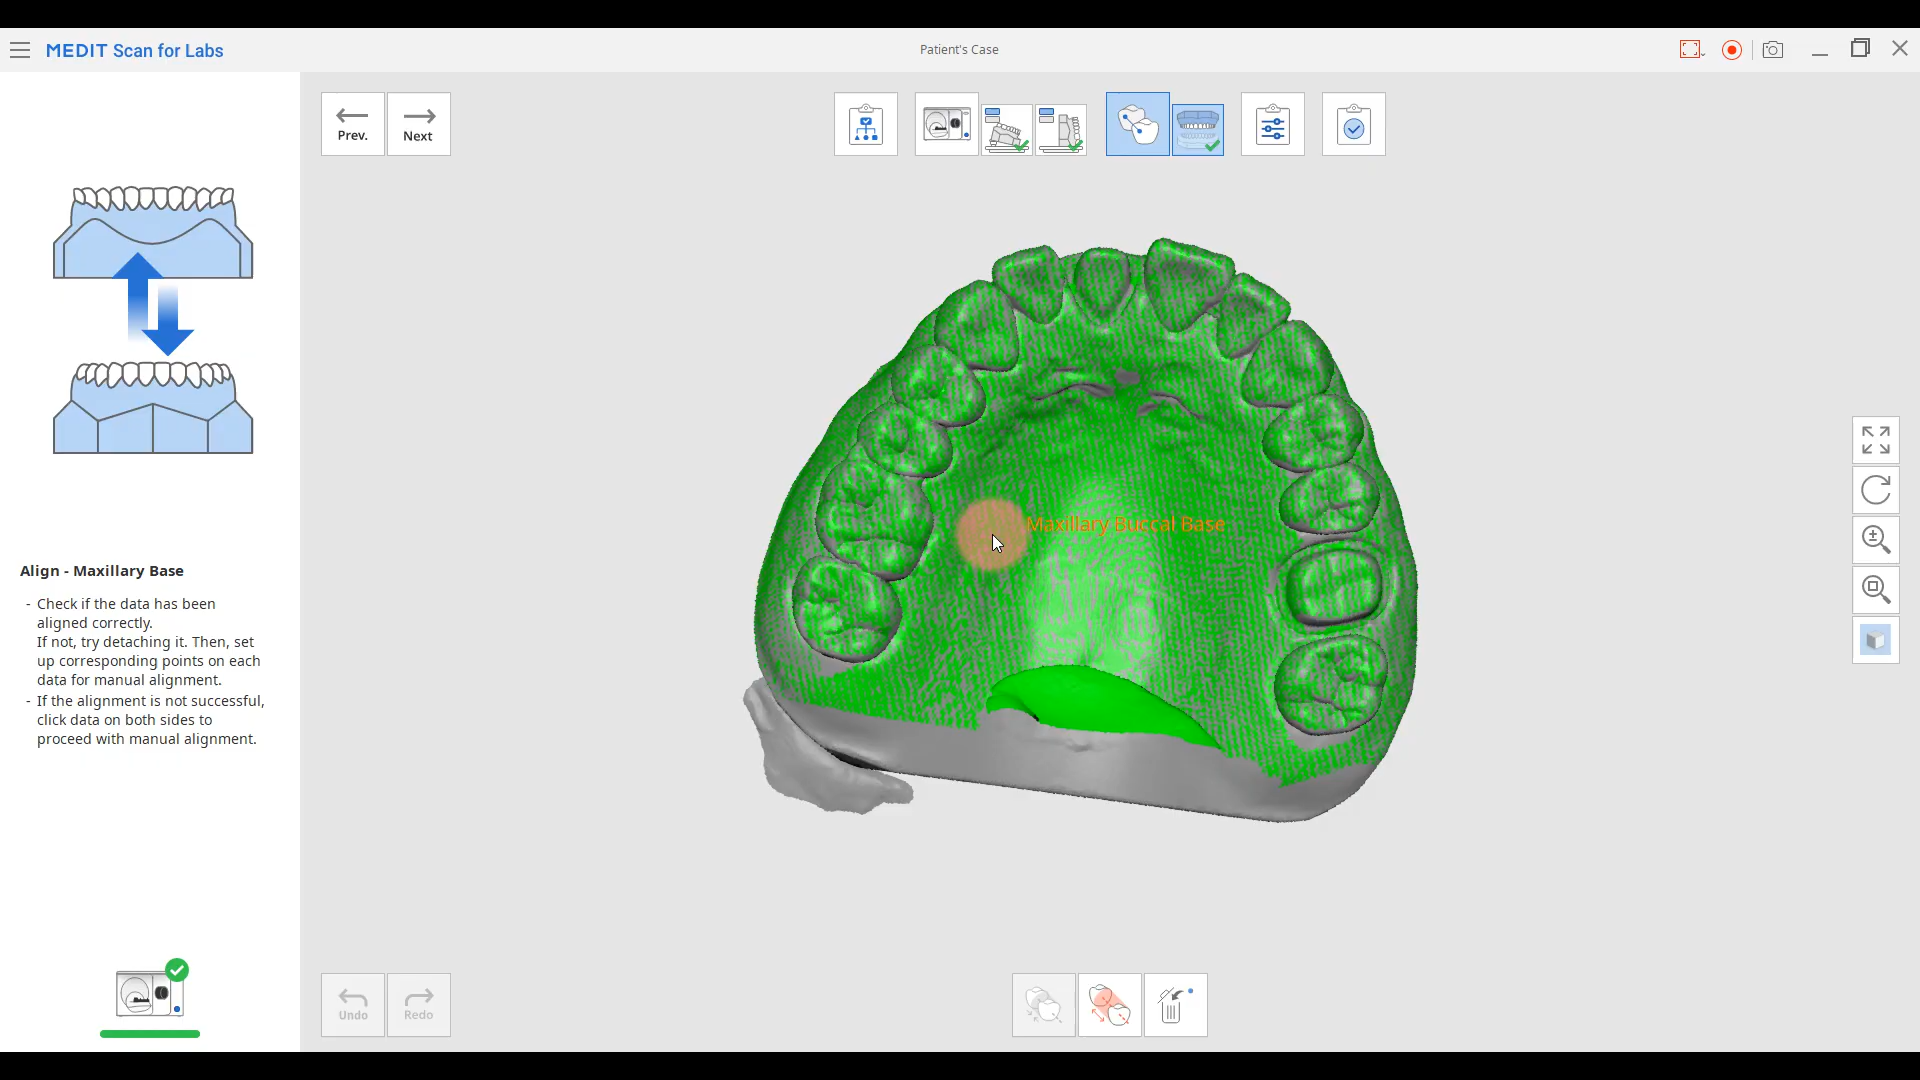 MEDIT Scan for Labs
Patient's Case
Prev.
Next
Maxillary Buccal Base
Align - Maxillary Base
- Check if the data has been
aligned correctly.
If not, try detaching it. Then, set
up corresponding points on each
data for manual alignment.
- If the alignment is not successful,
click data on both sides to
proceed with manual alignment.
Undo
Redo